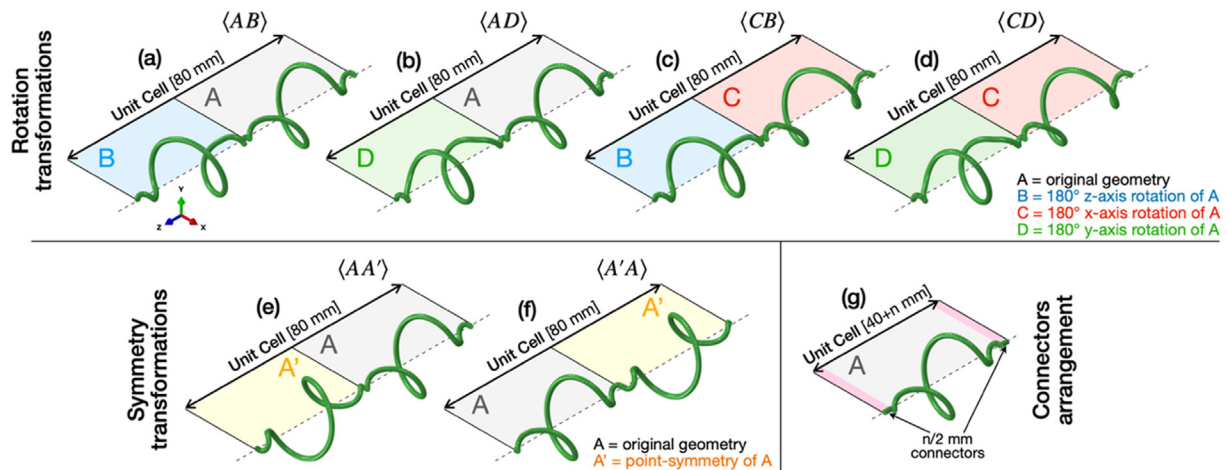 Rotation
transformations
⟨AB⟩
(a)
Unit Cell [80 mm]
A
B
Y
Z
X
⟨AD⟩
(b)
Unit Cell [80 mm]
A
D
⟨CB⟩
(c)
Unit Cell [80 mm]
C
B
⟨CD⟩
(d)
Unit Cell [80 mm]
C
D
A = original geometry
B = 180° z-axis rotation of A
C = 180° x-axis rotation of A
D = 180° y-axis rotation of A
Symmetry
transformations
⟨AA′⟩
(e)
Unit Cell [80 mm]
A
A'
⟨A′A⟩
(f)
Unit Cell [80 mm]
A'
A
A = original geometry
A' = point-symmetry of A
(g)
Unit Cell [40+n mm]
A
n/2 mm
connectors
Connectors
arrangement